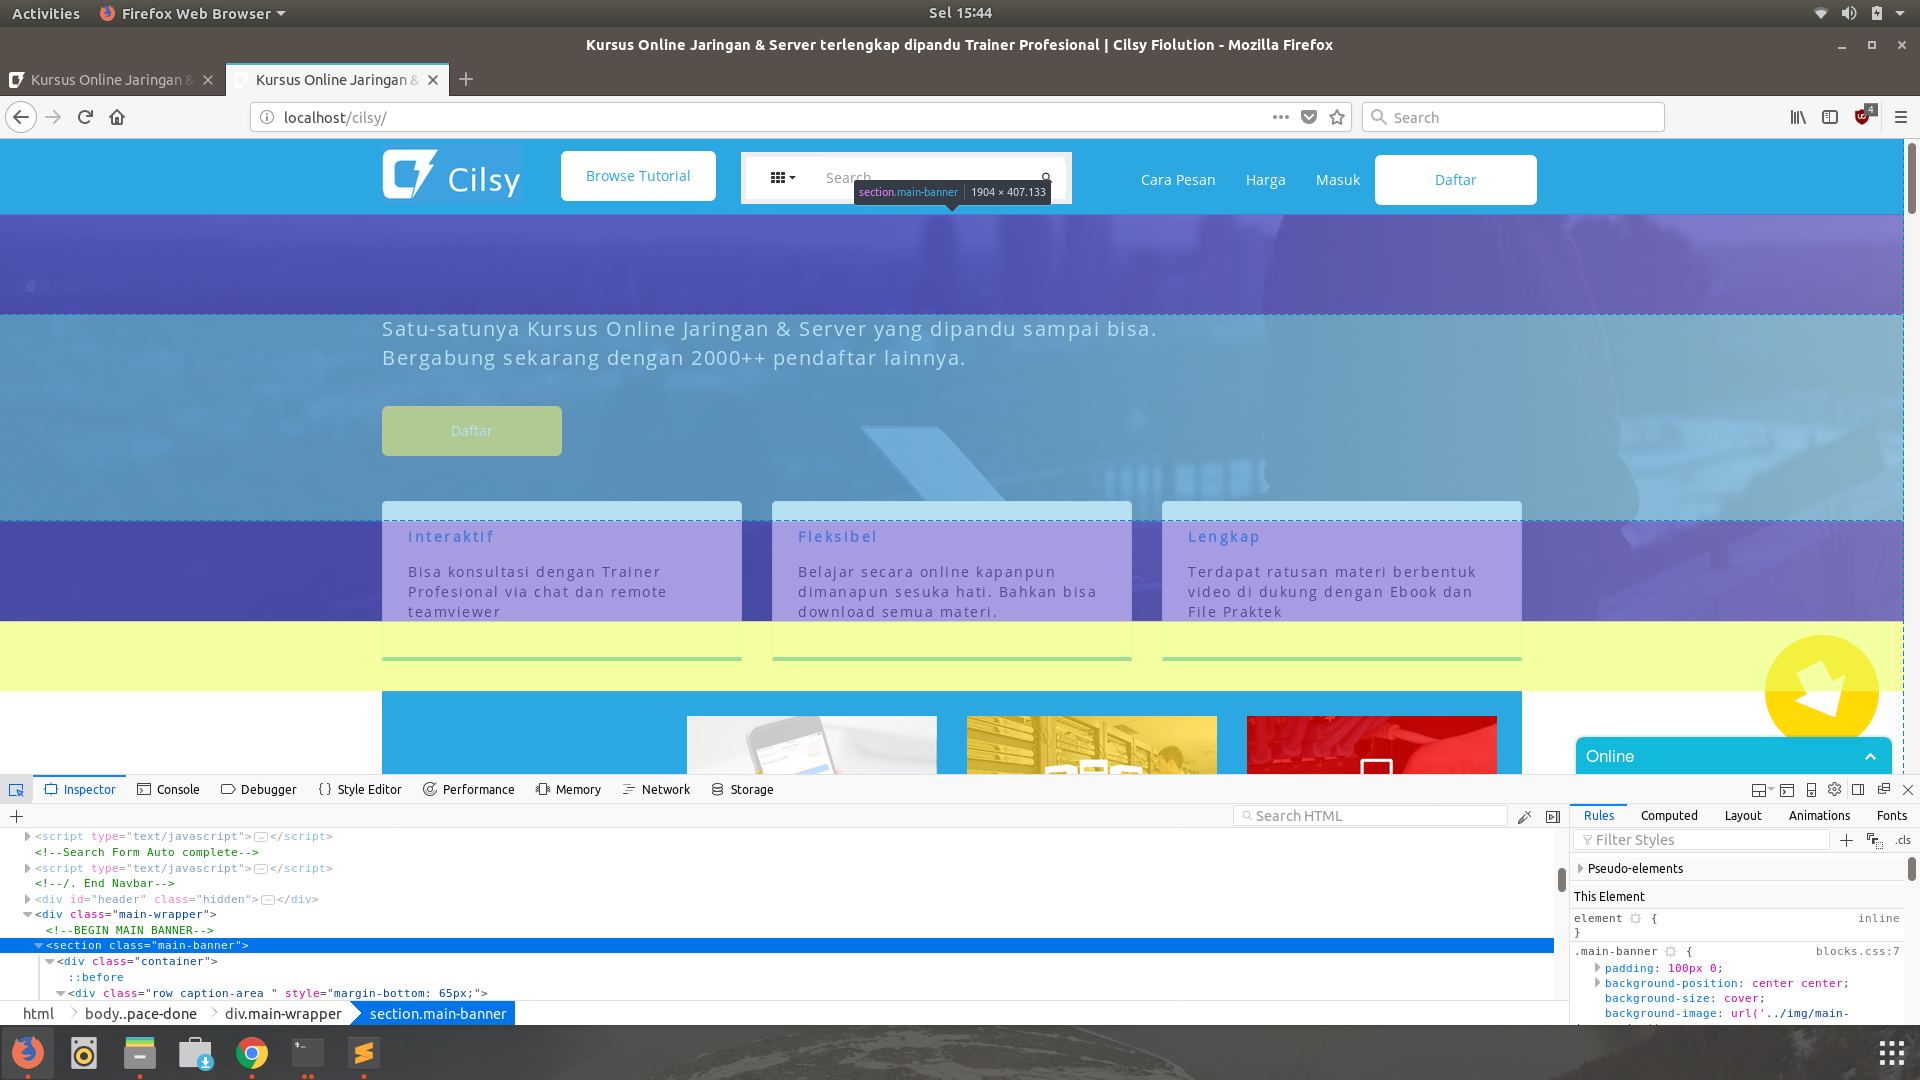 Activities
Firefox Web Browser
Sel 15:44
Kursus Online Jaringan & Server terlengkap dipandu Trainer Profesional | Cilsy Fiolution - Mozilla Firefox
Kursus Online Jaringan &
Kursus Online Jaringan &
localhost/cilsy/
Search
4
Cilsy
Browse Tutorial
Search
Cara Pesan
Harga
Masuk
Daftar
section.main-banner | 1904 × 407.133
Satu-satunya Kursus Online Jaringan & Server yang dipandu sampai bisa.
Bergabung sekarang dengan 2000++ pendaftar lainnya.
Daftar
Interaktif
Bisa konsultasi dengan Trainer
Profesional via chat dan remote
teamviewer
Fleksibel
Belajar secara online kapanpun
dimanapun sesuka hati. Bahkan bisa
download semua materi.
Lengkap
Terdapat ratusan materi berbentuk
video di dukung dengan Ebook dan
File Praktek
Online
Inspector
Console
Debugger
{ } Style Editor
Performance
Memory
Network
Storage
Search HTML
<script type="text/javascript"></script>
<!--Search Form Auto complete-->
<script type="text/javascript"></script>
<!--/. End Navbar-->
<div id="header" class="hidden"></div>
<div class="main-wrapper">
<!--BEGIN MAIN BANNER-->
<section class="main-banner">
<div class="container">
::before
<div class="row caption-area " style="margin-bottom: 65px;">
html
body..pace-done
div.main-wrapper
section.main-banner
Rules
Computed
Layout
Animations
Fonts
Filter Styles
.cls
Pseudo-elements
This Element
element { inline
}
.main-banner { blocks.css:7
padding: 100px 0;
background-position: center center;
background-size: cover;
background-image: url('../img/main-